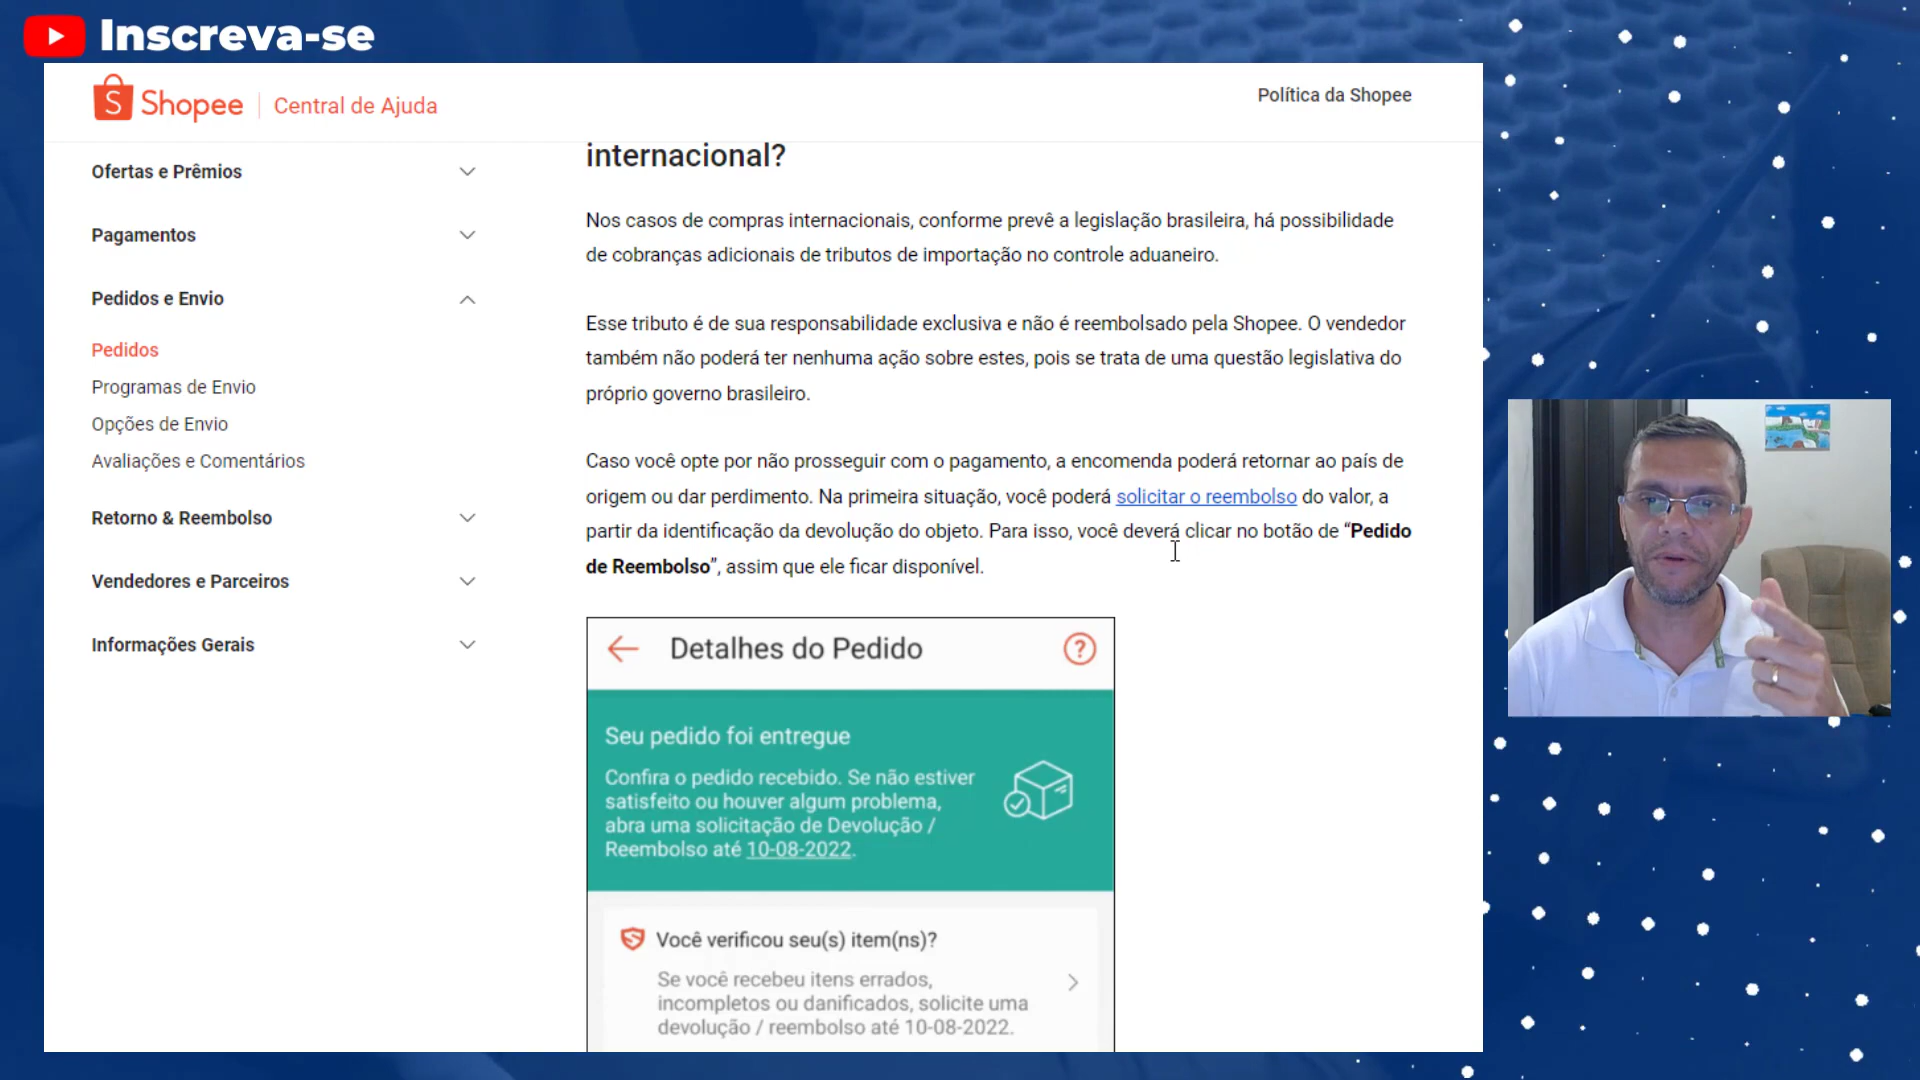 Inscreva-se
Shopee
Central de Ajuda
Política da Shopee
Ofertas e Prêmios
Pagamentos
Pedidos e Envio
Pedidos
Programas de Envio
Opções de Envio
Avaliações e Comentários
Retorno & Reembolso
Vendedores e Parceiros
Informações Gerais
internacional?
Nos casos de compras internacionais, conforme prevê a legislação brasileira, há possibilidade
de cobranças adicionais de tributos de importação no controle aduaneiro.
Esse tributo é de sua responsabilidade exclusiva e não é reembolsado pela Shopee. O vendedor
também não poderá ter nenhuma ação sobre estes, pois se trata de uma questão legislativa do
próprio governo brasileiro.
Caso você opte por não prosseguir com o pagamento, a encomenda poderá retornar ao país de
origem ou dar perdimento. Na primeira situação, você poderá solicitar o reembolso do valor, a
partir da identificação da devolução do objeto. Para isso, você deverá clicar no botão de “Pedido
de Reembolso”, assim que ele ficar disponível.
Detalhes do Pedido
?
Seu pedido foi entregue
Confira o pedido recebido. Se não estiver
satisfeito ou houver algum problema,
abra uma solicitação de Devolução /
Reembolso até 10-08-2022.
Você verificou seu(s) item(ns)?
Se você recebeu itens errados,
incompletos ou danificados, solicite uma
devolução / reembolso até 10-08-2022.